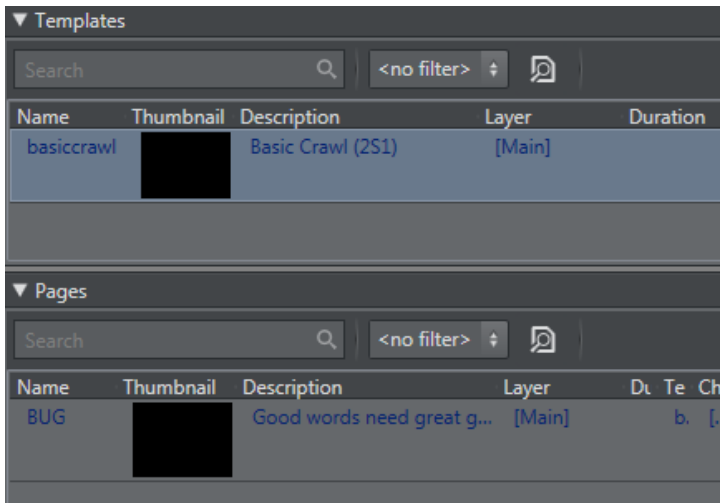 ▼ Templates
Search <no filter>
Name Thumbnail Description Layer Duration
basiccrawl Basic Crawl (2S1) [Main]
▼ Pages
Search <no filter>
Name Thumbnail Description Layer Du Te Ch
BUG Good words need great g... [Main] b. [.